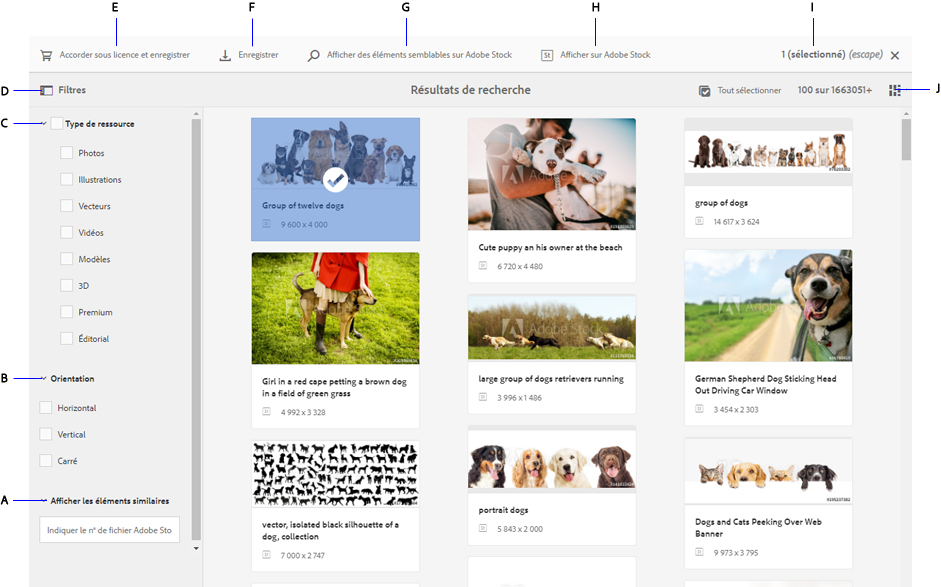 E F G H I
Accorder sous licence et enregistrer
Enregistrer
Afficher des éléments semblables sur Adobe Stock
St Afficher sur Adobe Stock
1 (sélectionné) (escape)
D Filtres
Résultats de recherche
Tout sélectionner
100 sur 1663051+
J
C Type de ressource
Photos
Illustrations
Vecteurs
Vidéos
Modèles
3D
Premium
Éditorial
B Orientation
Horizontal
Vertical
Carré
A Afficher les éléments similaires
Indiquer le n° de fichier Adobe Sto
Group of twelve dogs
9 600 x 4 000
Girl in a red cape petting a brown dog
in a field of green grass
4 992 x 3 328
vector, isolated black silhouette of a
dog, collection
7 000 x 2 747
Adobe Stock
Cute puppy an his owner at the beach
6 720 x 4 480
Adobe Stock
large group of dogs retrievers running
3 996 x 1 486
portrait dogs
5 843 x 2 000
group of dogs
14 617 x 3 624
Adobe Stock
German Shepherd Dog Sticking Head
Out Driving Car Window
3 454 x 2 303
Dogs and Cats Peeking Over Web
Banner
9 973 x 3 795